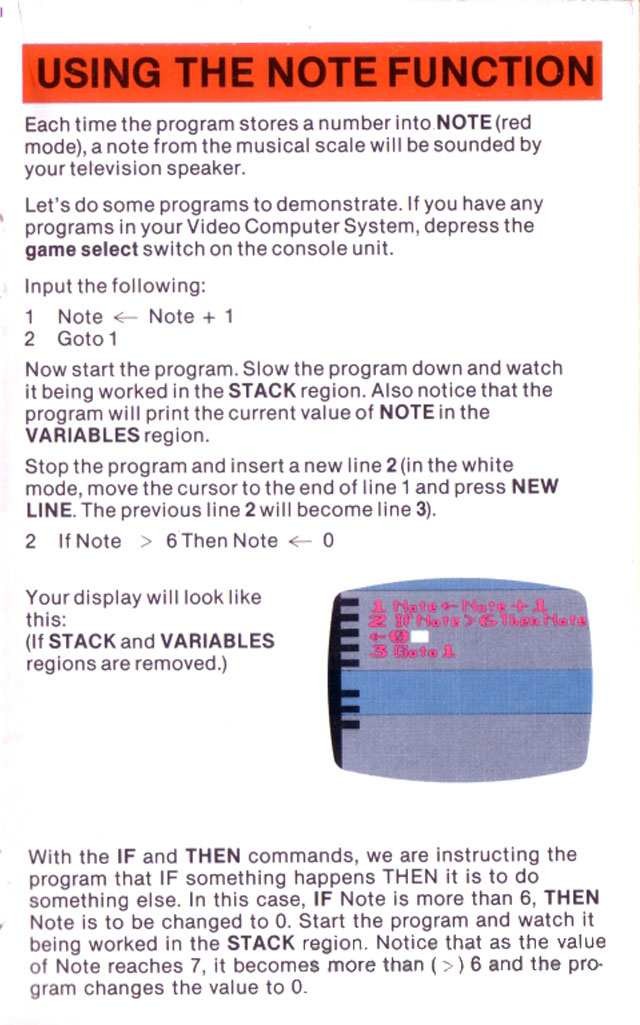 USING THE NOTE FUNCTION
Each time the program stores a number into NOTE (red
mode), a note from the musical scale will be sounded by
your television speaker.
Let's do some programs to demonstrate. If you have any
programs in your Video Computer System, depress the
game select switch on the console unit.
Input the following:
1 Note ← Note + 1
2 Goto 1
Now start the program. Slow the program down and watch
it being worked in the STACK region. Also notice that the
program will print the current value of NOTE in the
VARIABLES region.
Stop the program and insert a new line 2 (in the white
mode, move the cursor to the end of line 1 and press NEW
LINE. The previous line 2 will become line 3).
2 If Note > 6 Then Note ← 0
Your display will look like
this:
(If STACK and VARIABLES
regions are removed.)
1 Note ← Note + 1
2 If Note > 6 Then Note
← 0
3 Goto 1
With the IF and THEN commands, we are instructing the
program that IF something happens THEN it is to do
something else. In this case, IF Note is more than 6, THEN
Note is to be changed to 0. Start the program and watch it
being worked in the STACK region. Notice that as the value
of Note reaches 7, it becomes more than ( > ) 6 and the pro-
gram changes the value to 0.